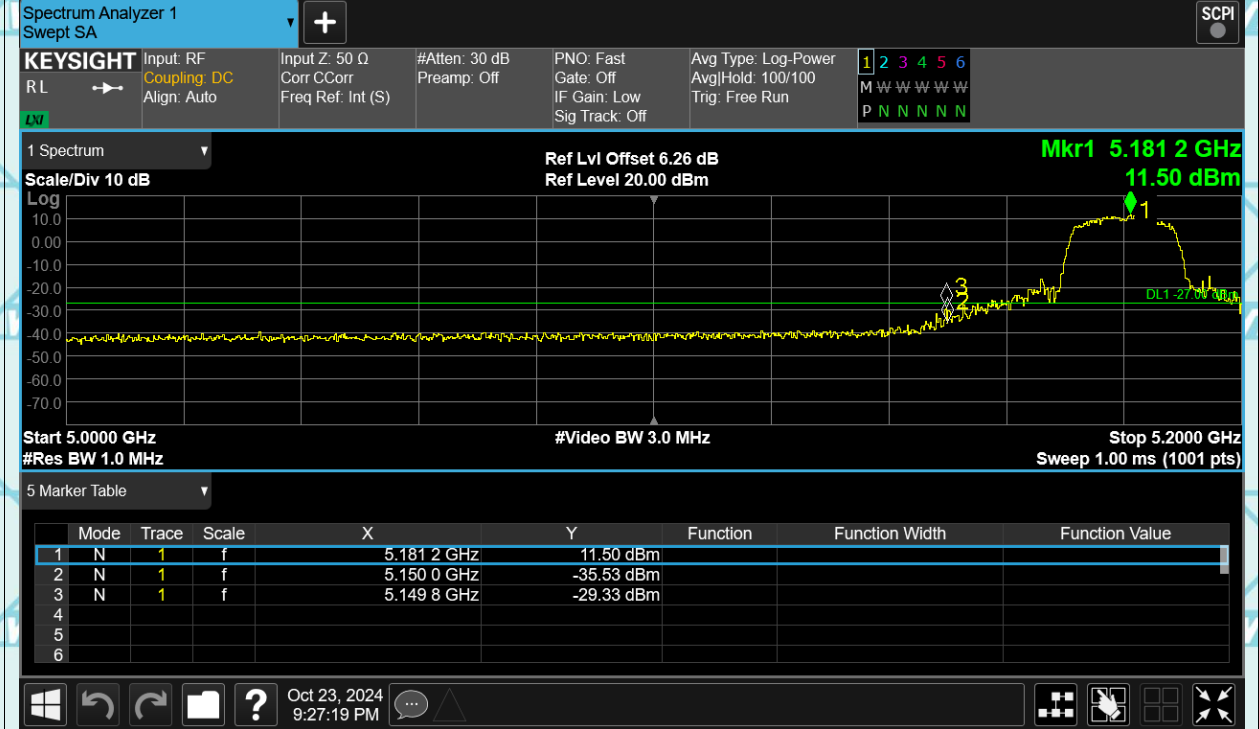 Spectrum Analyzer 1
Swept SA
SCPI
KEYSIGHT Input: RF Input Z: 50 Ω #Atten: 30 dB PNO: Fast Avg Type: Log-Power 1 2 3 4 5 6
R L Coupling: DC Corr CCorr Preamp: Off Gate: Off Avg|Hold: 100/100 M W W W W W
Align: Auto Freq Ref: Int (S) IF Gain: Low Trig: Free Run P N N N N N
LXI Sig Track: Off
1 Spectrum
Mkr1 5.181 2 GHz
Ref Lvl Offset 6.26 dB
11.50 dBm
Scale/Div 10 dB Ref Level 20.00 dBm
Log
1
10.0
0.00
-10.0
-20.0
3
2
DL1 -27.00 dBm
-30.0
-40.0
-50.0
-60.0
-70.0
Start 5.0000 GHz #Video BW 3.0 MHz Stop 5.2000 GHz
#Res BW 1.0 MHz Sweep 1.00 ms (1001 pts)
5 Marker Table
Mode Trace Scale X Y Function Function Width Function Value
1 N 1 f 5.181 2 GHz 11.50 dBm
2 N 1 f 5.150 0 GHz -35.53 dBm
3 N 1 f 5.149 8 GHz -29.33 dBm
4
5
6
? Oct 23, 2024
9:27:19 PM